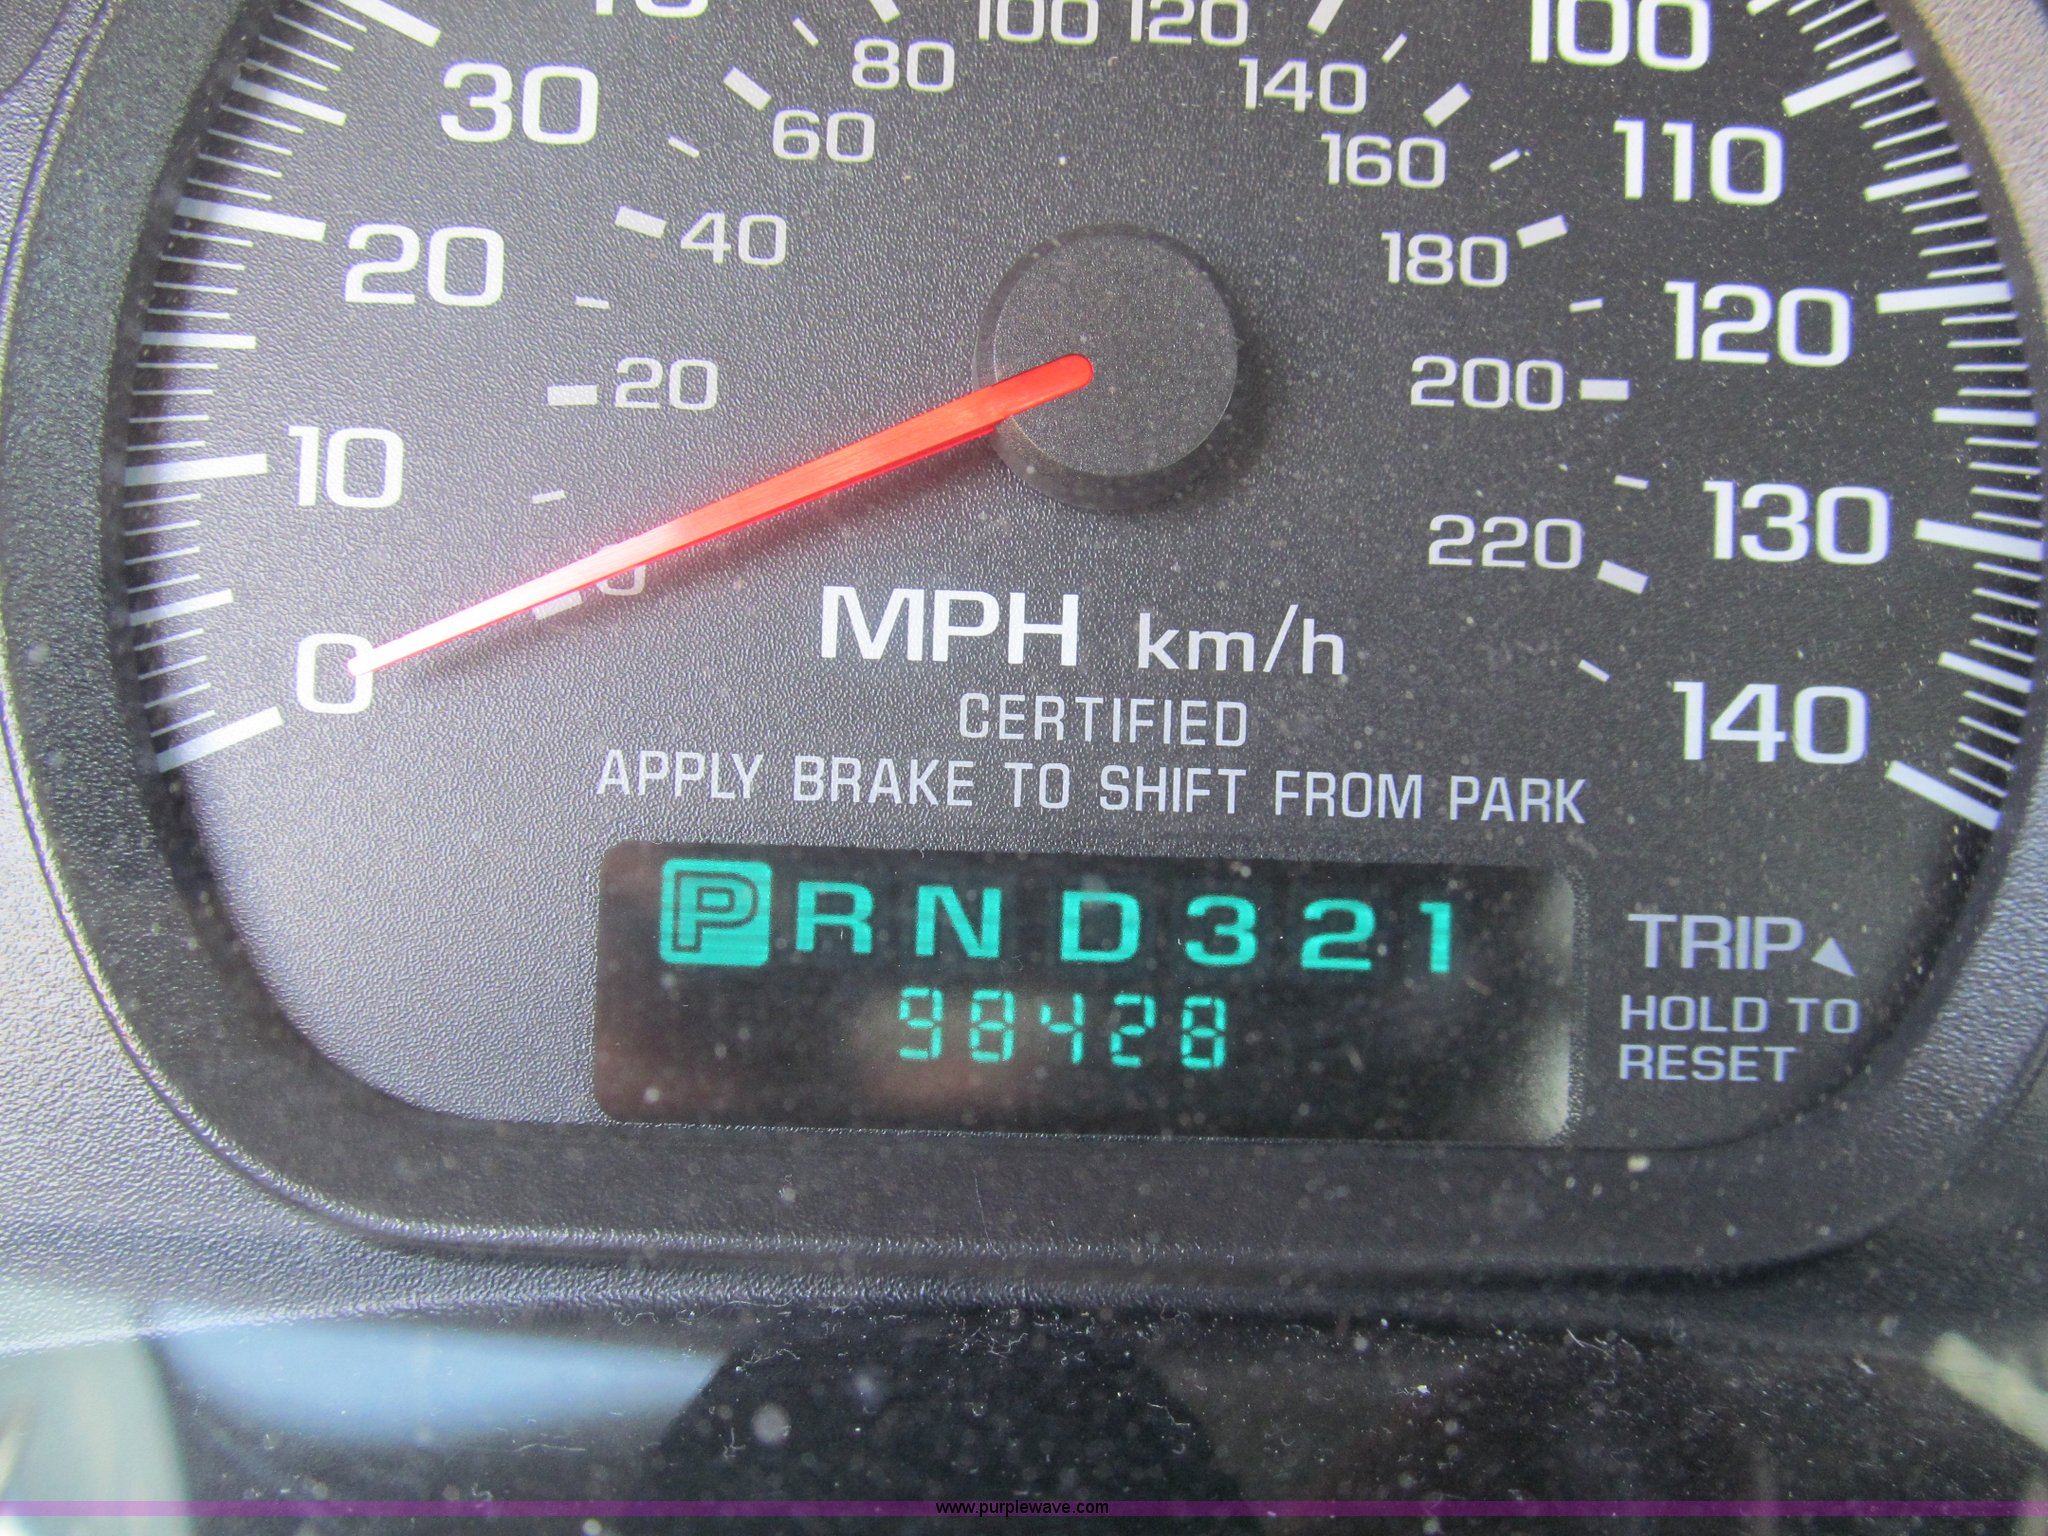 100 120
80
100
30
140
60
110
160
20
40
180
120
20
200
10
130
220
0
MPH km/h
0
140
CERTIFIED
APPLY BRAKE TO SHIFT FROM PARK
P R N D 3 2 1
TRIP
98428
HOLD TO
RESET
www.purplewave.com